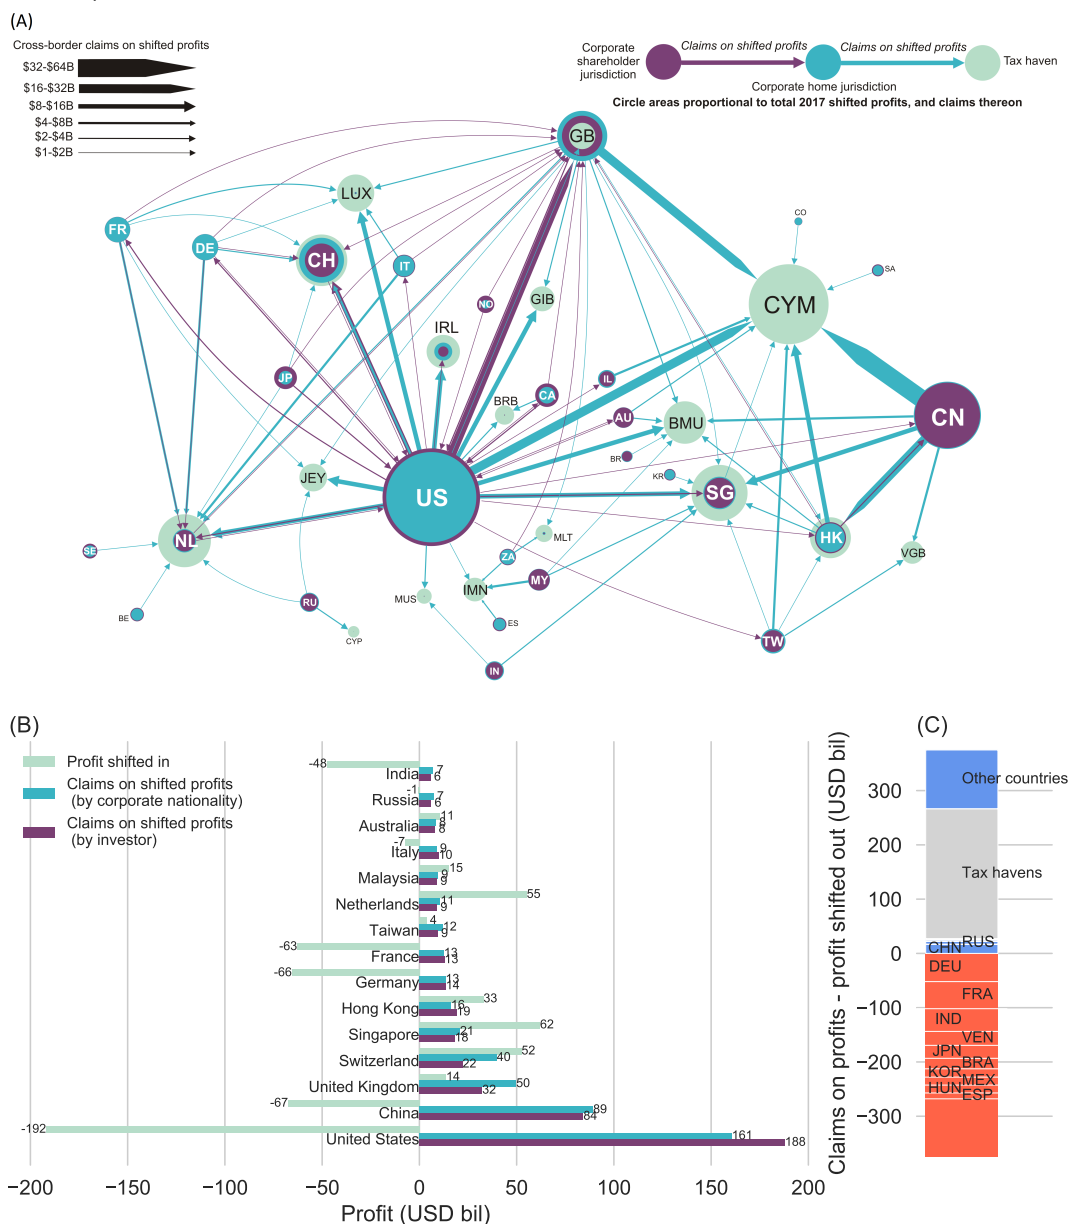 (A)
Cross-border claims on shifted profits
$32-$64B
$16-$32B
$8-$16B
$4-$8B
$2-$4B
$1-$2B
Corporate
shareholder
jurisdiction
Claims on shifted profits
Claims on shifted profits
Tax haven
Corporate home jurisdiction
Circle areas proportional to total 2017 shifted profits, and claims thereon
GB
LUX
CO
FR
DE
CH
IT
SA
NO
GIB
CYM
IRL
JP
IL
CA
BRB
AU
BMU
CN
BR
KR
JEY
US
SG
NL
MLT
HK
SE
ZA
VGB
MY
IMN
MUS
RU
BE
ES
CYP
TW
IN
(B)
(C)
−200
−150
−100
−50
0
50
100
150
200
Profit shifted in
Claims on shifted profits
(by corporate nationality)
Claims on shifted profits
(by investor)
-48
India
7
6
-1
Russia
7
6
11
Australia
8
8
-7
Italy
9
10
15
Malaysia
9
9
55
Netherlands
11
9
4
Taiwan
12
9
-63
France
13
13
-66
Germany
13
14
33
Hong Kong
16
19
62
Singapore
21
18
52
Switzerland
40
22
14
United Kingdom
50
32
-67
China
89
84
-192
United States
161
188
−200
−150
−100
−50
0
50
100
150
200
Profit (USD bil)
Claims on profits - profit shifted out (USD bil)
300
200
100
0
−100
−200
−300
Other countries
Tax havens
RUS
CHN
DEU
FRA
IND
VEN
JPN
BRA
KOR
MEX
HUN
ESP